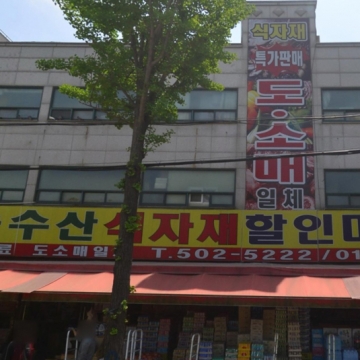 식자재
특가판매
도·소매
일체
수산식자재할인마
도소매일
T.502-5222/01